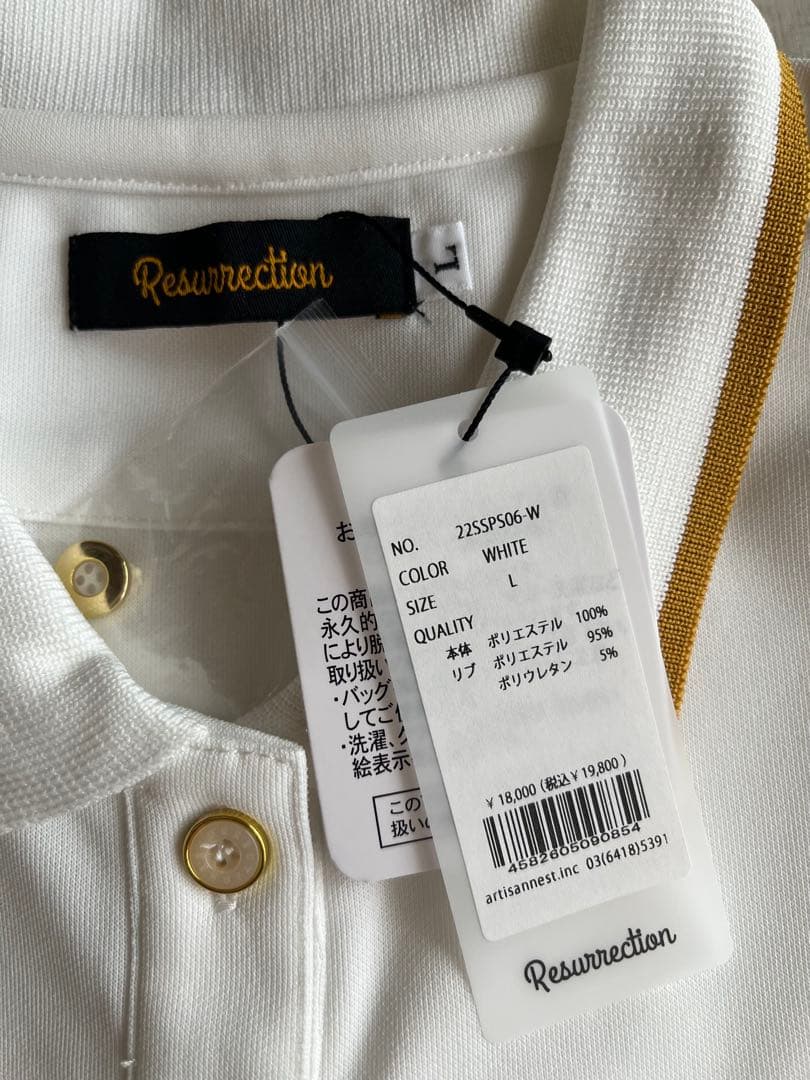 Resurrection
L
お
この商
永久的
により脱
取り扱い
・バッグ
してご
・洗濯、
絵表示
この
扱い
NO. 22SSPS06-W
COLOR WHITE
SIZE L
QUALITY
本体 ポリエステル 100%
リブ ポリエステル 95%
ポリウレタン 5%
¥18,000(税込¥19,800)
4582605090854
artisannest.inc 03(6418)5391
Resurrection